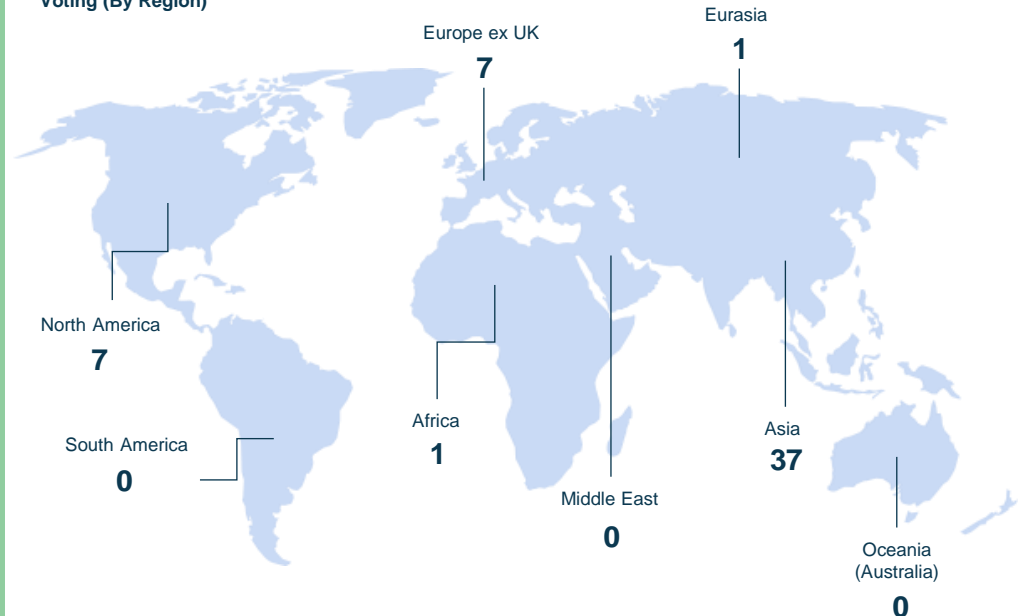 Voting (By Region)
Eurasia
1
Europe ex UK
7
North America
7
South America
0
Africa
1
Middle East
0
Asia
37
Oceania
(Australia)
0